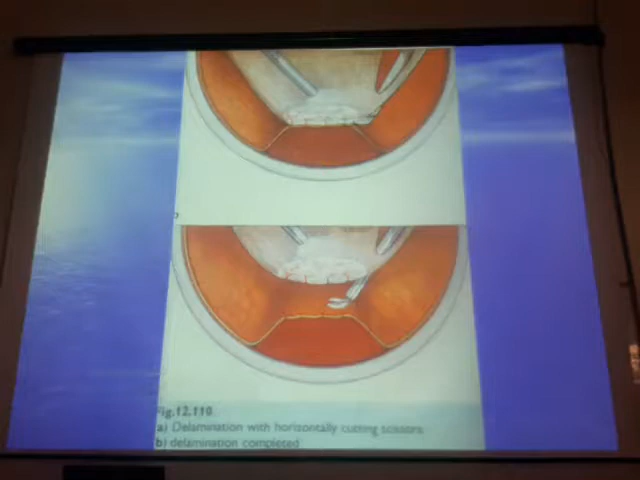 Fig.12.110
a) Delamination with horizontally cutting scissors
b) delamination completed